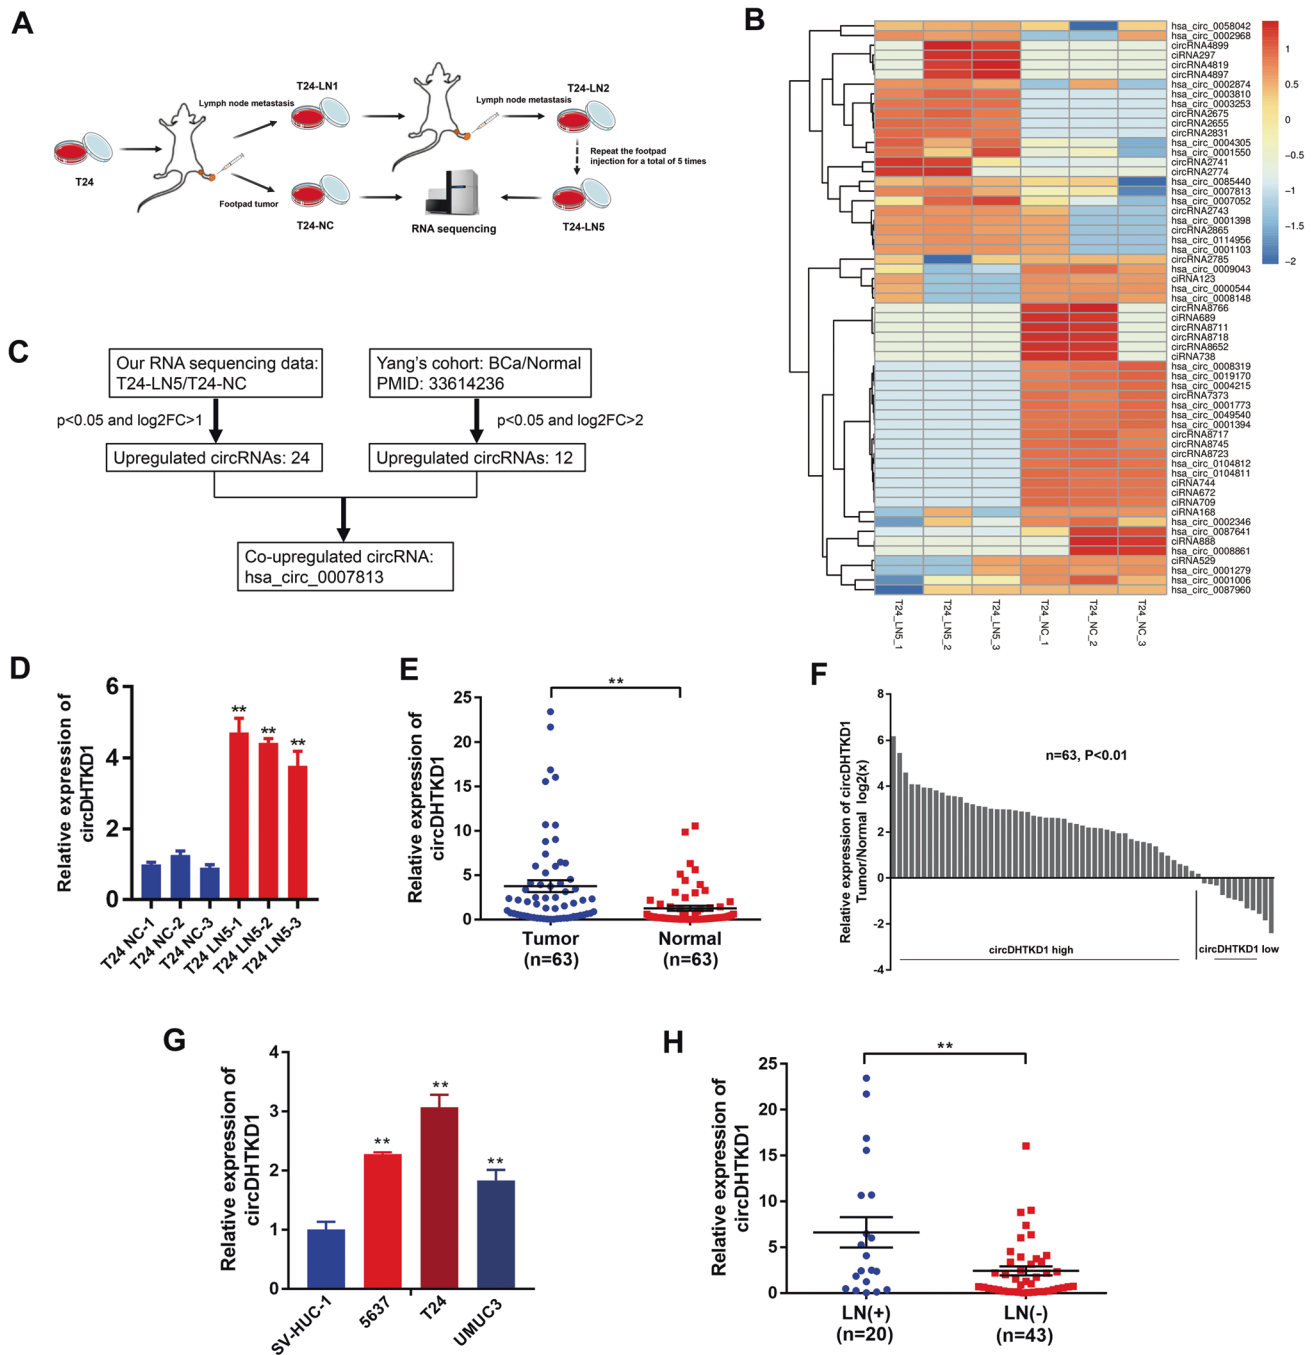 A
T24
Lymph node metastasis
T24-LN1
Lymph node metastasis
T24-LN2
Repeat the footpad
injection for a total of 5 times
Footpad tumor
T24-NC
RNA sequencing
T24-LN5
B
hsa_circ_0058042
hsa_circ_0002968
circRNA4899
ciRNA297
circRNA4819
circRNA4897
hsa_circ_0002874
hsa_circ_0003810
hsa_circ_0003253
circRNA2675
circRNA2655
circRNA2831
hsa_circ_0004305
hsa_circ_0001550
circRNA2741
circRNA2774
hsa_circ_0085440
hsa_circ_0007813
hsa_circ_0007052
circRNA2743
hsa_circ_0001398
circRNA2865
hsa_circ_0114956
hsa_circ_0001103
circRNA2785
hsa_circ_0009043
ciRNA123
hsa_circ_0000544
hsa_circ_0008148
circRNA8766
ciRNA689
circRNA8711
circRNA8718
circRNA8652
ciRNA738
hsa_circ_0008319
hsa_circ_0019170
hsa_circ_0004215
circRNA7373
hsa_circ_0001773
hsa_circ_0049540
hsa_circ_0001394
circRNA8717
circRNA8745
circRNA8723
hsa_circ_0104812
hsa_circ_0104811
ciRNA744
ciRNA672
ciRNA709
ciRNA168
hsa_circ_0002346
hsa_circ_0087641
ciRNA888
hsa_circ_0008861
ciRNA529
hsa_circ_0001279
hsa_circ_0001006
hsa_circ_0087960
T24_LN5_1
T24_LN5_2
T24_LN5_3
T24_NC_1
T24_NC_2
T24_NC_3
1
0.5
0
−0.5
−1
−1.5
−2
C
Our RNA sequencing data:
T24-LN5/T24-NC
Yang's cohort: BCa/Normal
PMID: 33614236
p<0.05 and log2FC>1
p<0.05 and log2FC>2
Upregulated circRNAs: 24
Upregulated circRNAs: 12
Co-upregulated circRNA:
hsa_circ_0007813
D
Relative expression of
circDHTKD1
6
4
2
0
**
**
**
T24 NC-1
T24 NC-2
T24 NC-3
T24 LN5-1
T24 LN5-2
T24 LN5-3
E
Relative expression of
circDHTKD1
25
20
15
10
5
0
**
Tumor
(n=63)
Normal
(n=63)
F
Relative expression of circDHTKD1
Tumor/Normal log2(x)
8
6
4
2
0
-2
-4
n=63, P<0.01
circDHTKD1 high
circDHTKD1 low
G
Relative expression of
circDHTKD1
4
3
2
1
0
**
**
**
SV-HUC-1
5637
T24
UMUC3
H
Relative expression of
circDHTKD1
25
20
15
10
5
0
**
LN(+)
(n=20)
LN(-)
(n=43)